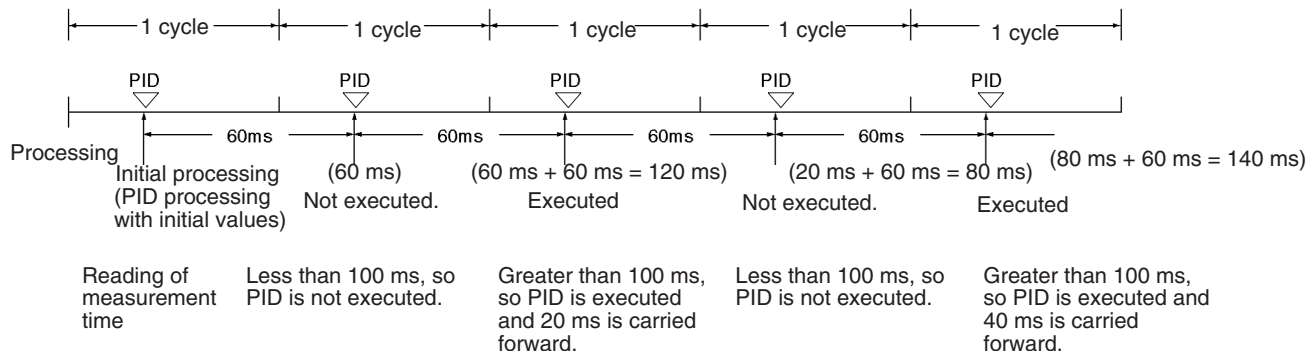 1 cycle 1 cycle 1 cycle 1 cycle 1 cycle
PID PID PID PID PID
60ms 60ms 60ms 60ms
Processing
Initial processing
(PID processing
with initial values)
(60 ms)
Not executed.
(60 ms + 60 ms = 120 ms)
Executed
(20 ms + 60 ms = 80 ms)
Not executed.
(80 ms + 60 ms = 140 ms)
Executed
Reading of
measurement
time
Less than 100 ms, so
PID is not executed.
Greater than 100 ms,
so PID is executed
and 20 ms is carried
forward.
Less than 100 ms, so
PID is not executed.
Greater than 100 ms,
so PID is executed and
40 ms is carried
forward.